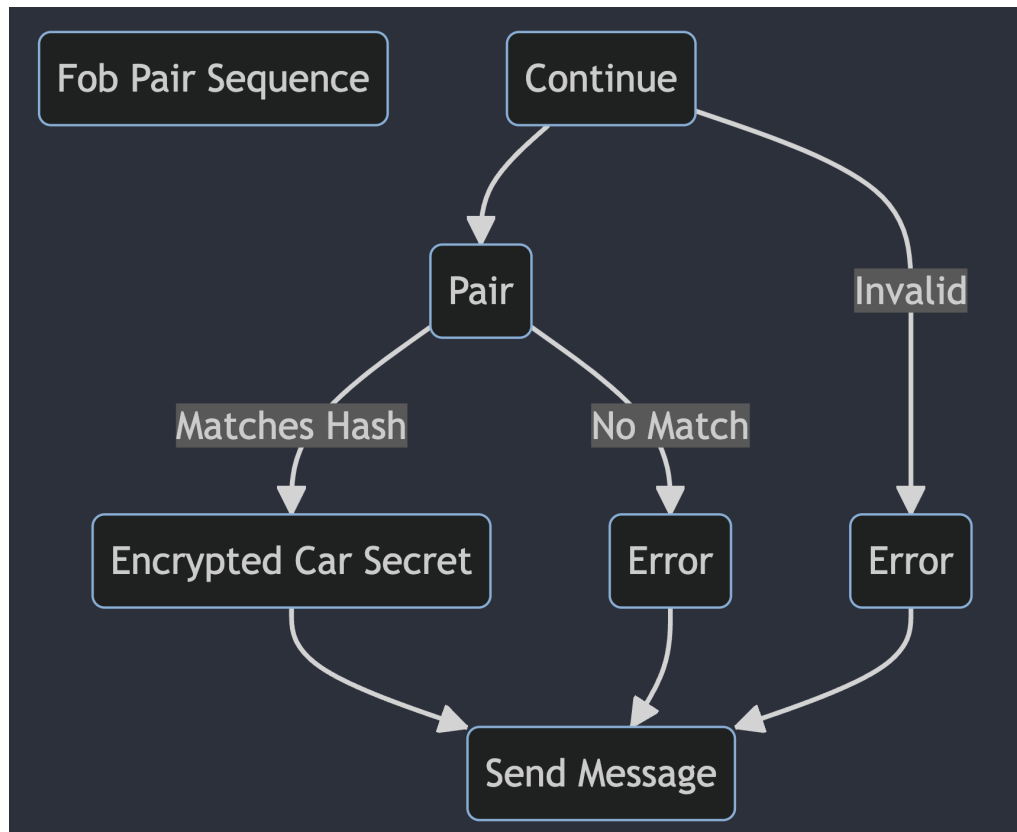 Fob Pair Sequence
Continue
Pair
Invalid
Matches Hash
No Match
Encrypted Car Secret
Error
Error
Send Message